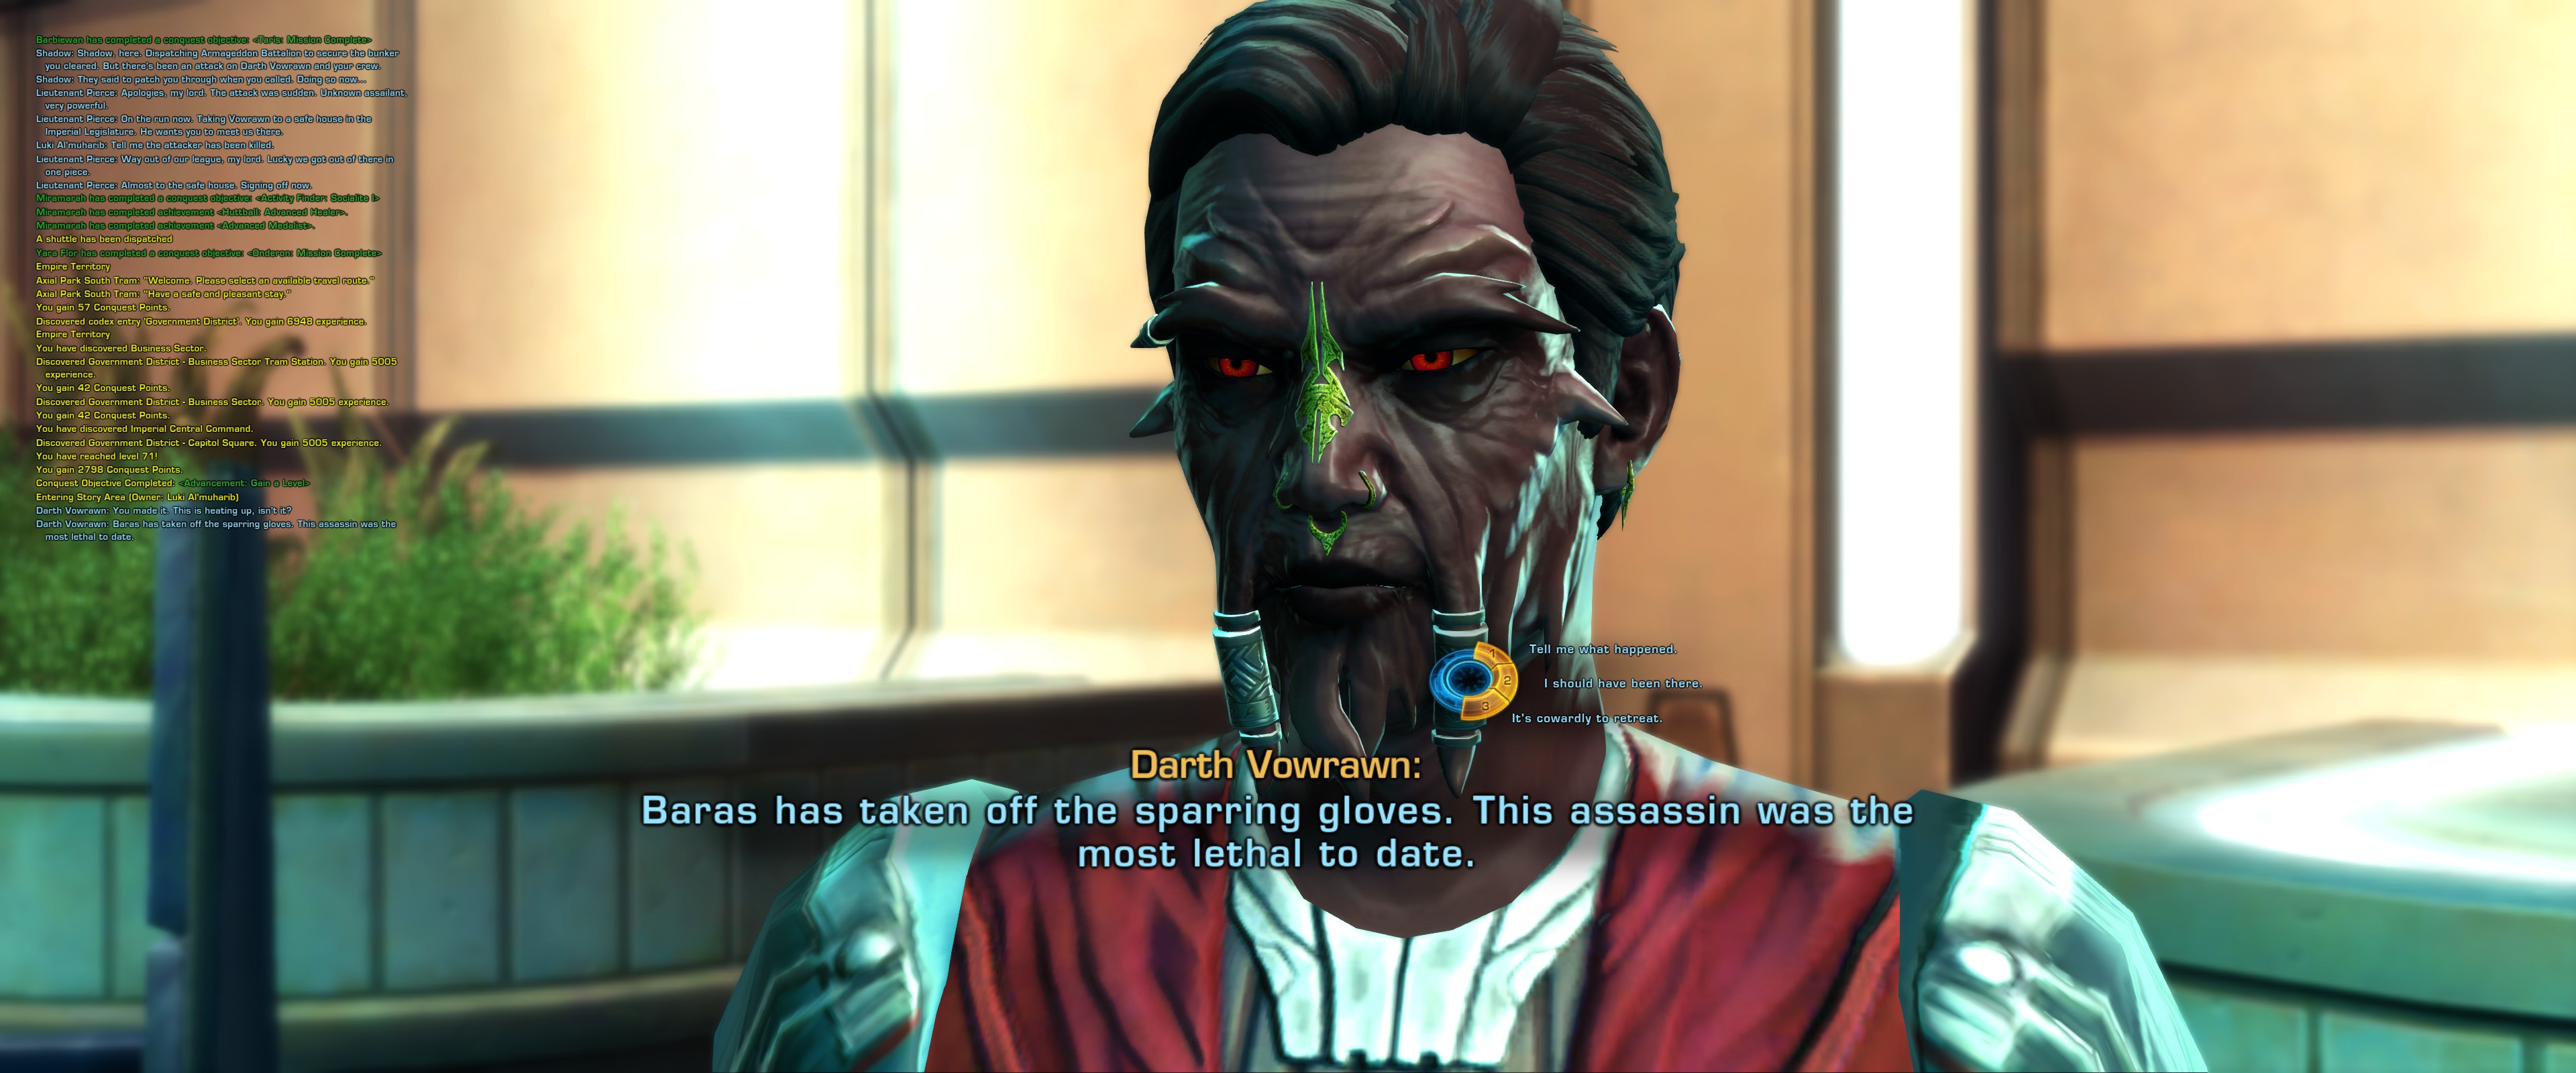 Barbiewan has completed a conquest objective: <Taris: Mission Complete>
Shadow: Shadow, here. Dispatching Armageddon Battalion to secure the bunker
you cleared. But there's been an attack on Darth Vowrawn and your crew.
Shadow: They said to patch you through when you called. Doing so now...
Lieutenant Pierce: Apologies, my lord. The attack was sudden. Unknown assailant,
very powerful.
Lieutenant Pierce: On the run now. Taking Vowrawn to a safe house in the
Imperial Legislature. He wants you to meet us there.
Luki Al'muharib: Tell me the attacker has been killed.
Lieutenant Pierce: Way out of our league, my lord. Lucky we got out of there in
one piece.
Lieutenant Pierce: Almost to the safe house. Signing off now.
Miramarah has completed a conquest objective: <Activity Finder: Socialite I>
Miramarah has completed achievement <Huttball: Advanced Healer>.
Miramarah has completed achievement <Advanced Medalist>.
A shuttle has been dispatched
Yara Flor has completed a conquest objective: <Onderon: Mission Complete>
Empire Territory
Axial Park South Tram: "Welcome. Please select an available travel route."
Axial Park South Tram: "Have a safe and pleasant stay."
You gain 57 Conquest Points.
Discovered codex entry 'Government District'. You gain 6948 experience.
Empire Territory
You have discovered Business Sector.
Discovered Government District - Business Sector Tram Station. You gain 5005
experience.
You gain 42 Conquest Points.
Discovered Government District - Business Sector. You gain 5005 experience.
You gain 42 Conquest Points.
You have discovered Imperial Central Command.
Discovered Government District - Capitol Square. You gain 5005 experience.
You have reached level 71!
You gain 2798 Conquest Points.
Conquest Objective Completed: <Advancement: Gain a Level>
Entering Story Area (Owner: Luki Al'muharib)
Darth Vowrawn: You made it. This is heating up, isn't it?
Darth Vowrawn: Baras has taken off the sparring gloves. This assassin was the
most lethal to date.
1 Tell me what happened.
2 I should have been there.
3 It's cowardly to retreat.
Darth Vowrawn:
Baras has taken off the sparring gloves. This assassin was the
most lethal to date.